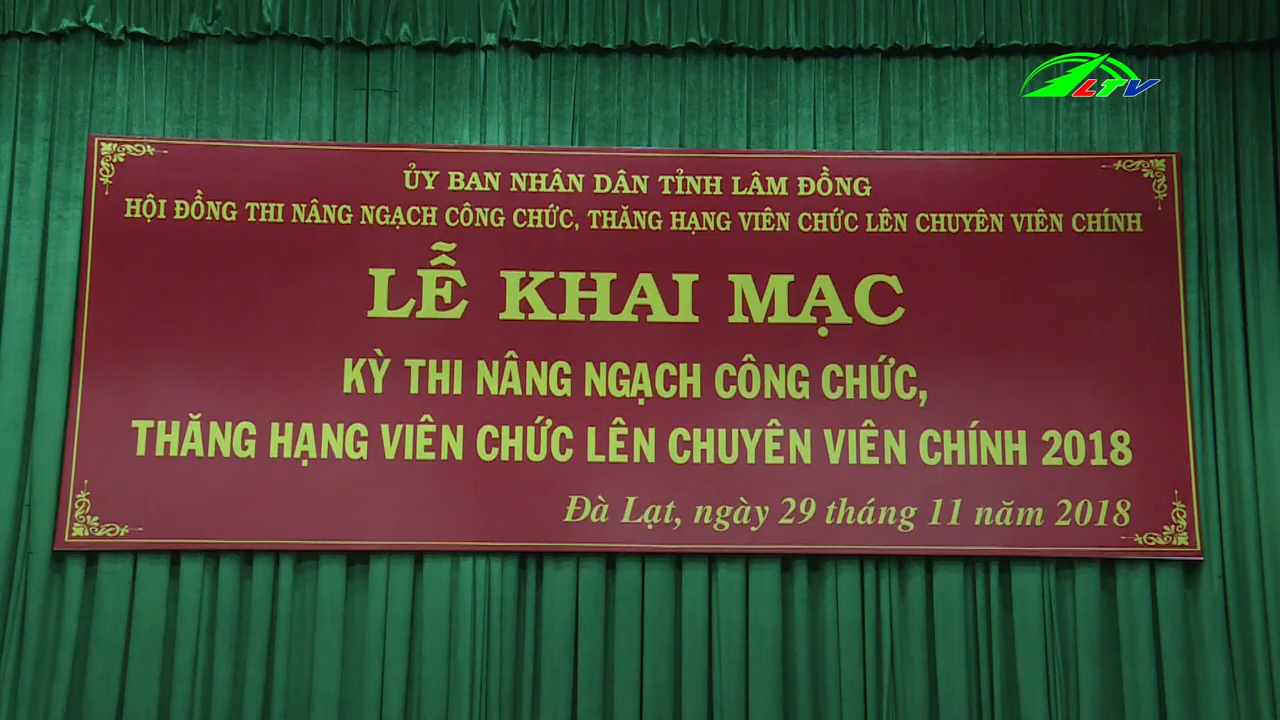 LTV
ỦY BAN NHÂN DÂN TỈNH LÂM ĐỒNG
HỘI ĐỒNG THI NÂNG NGẠCH CÔNG CHỨC, THĂNG HẠNG VIÊN CHỨC LÊN CHUYÊN VIÊN CHÍNH
LỄ KHAI MẠC
KỲ THI NÂNG NGẠCH CÔNG CHỨC,
THĂNG HẠNG VIÊN CHỨC LÊN CHUYÊN VIÊN CHÍNH 2018
Đà Lạt, ngày 29 tháng 11 năm 2018